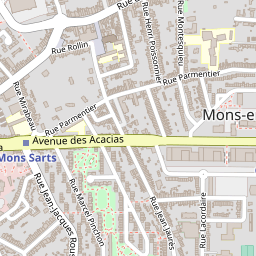 Rue Rollin
Rue Henri Poissonnier
Rue Montesquieu
Rue Parmentier
Rue Mirabeau
Rue Parmentier
Mons-e
Avenue des Acacias
a
Mons Sarts
Rue Jean-Jacques Rous
Rue Marcel Pinchon
Rue Jean Jaurès
Rue Lacordaire